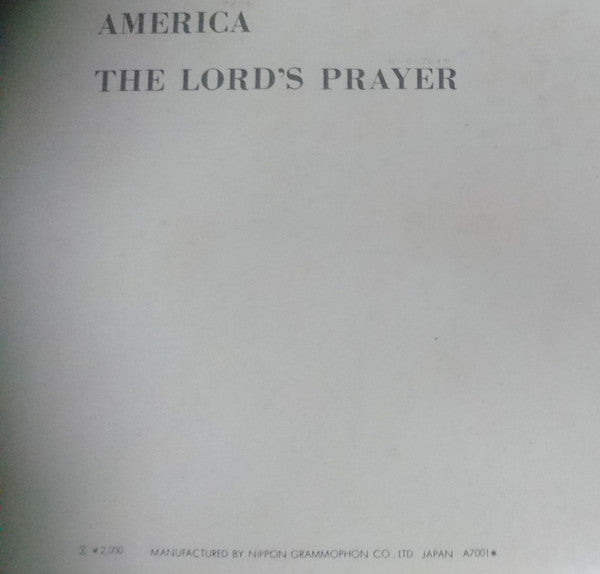 AMERICA
THE LORD'S PRAYER
¥2,000 MANUFACTURED BY NIPPON GRAMMOPHON CO., LTD. JAPAN A7001*